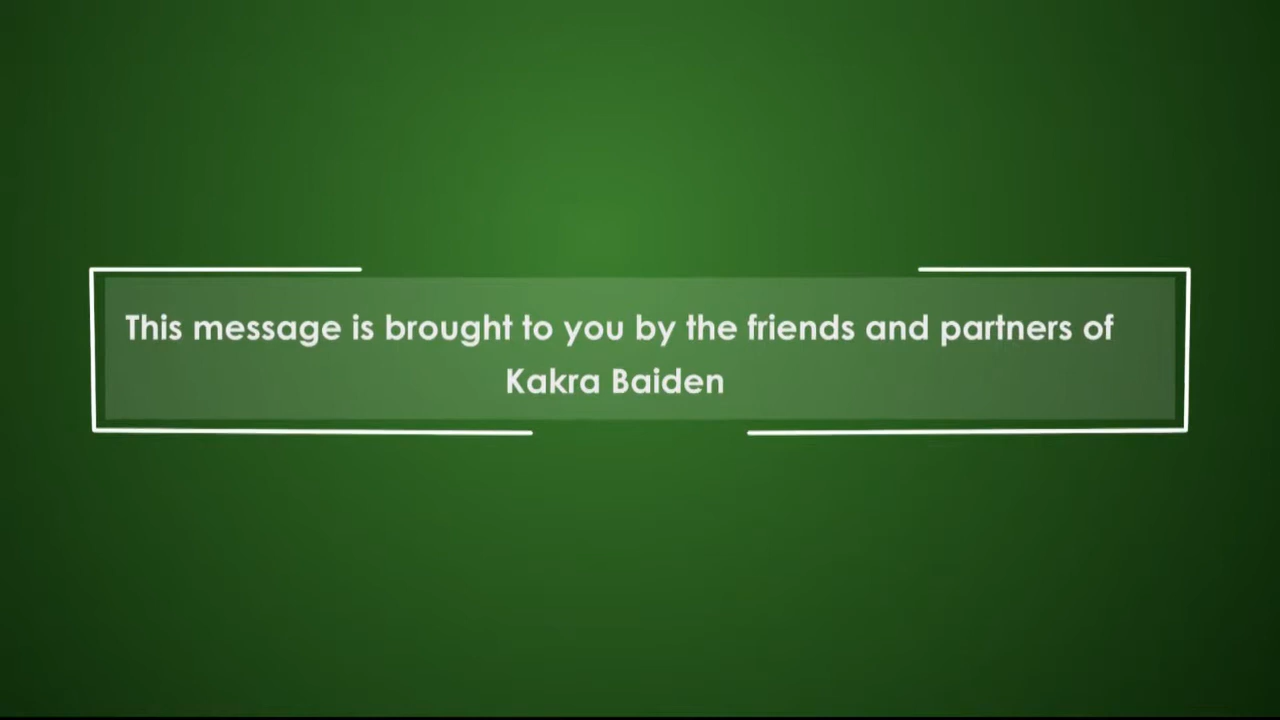 This message is brought to you by the friends and partners of
Kakra Baiden